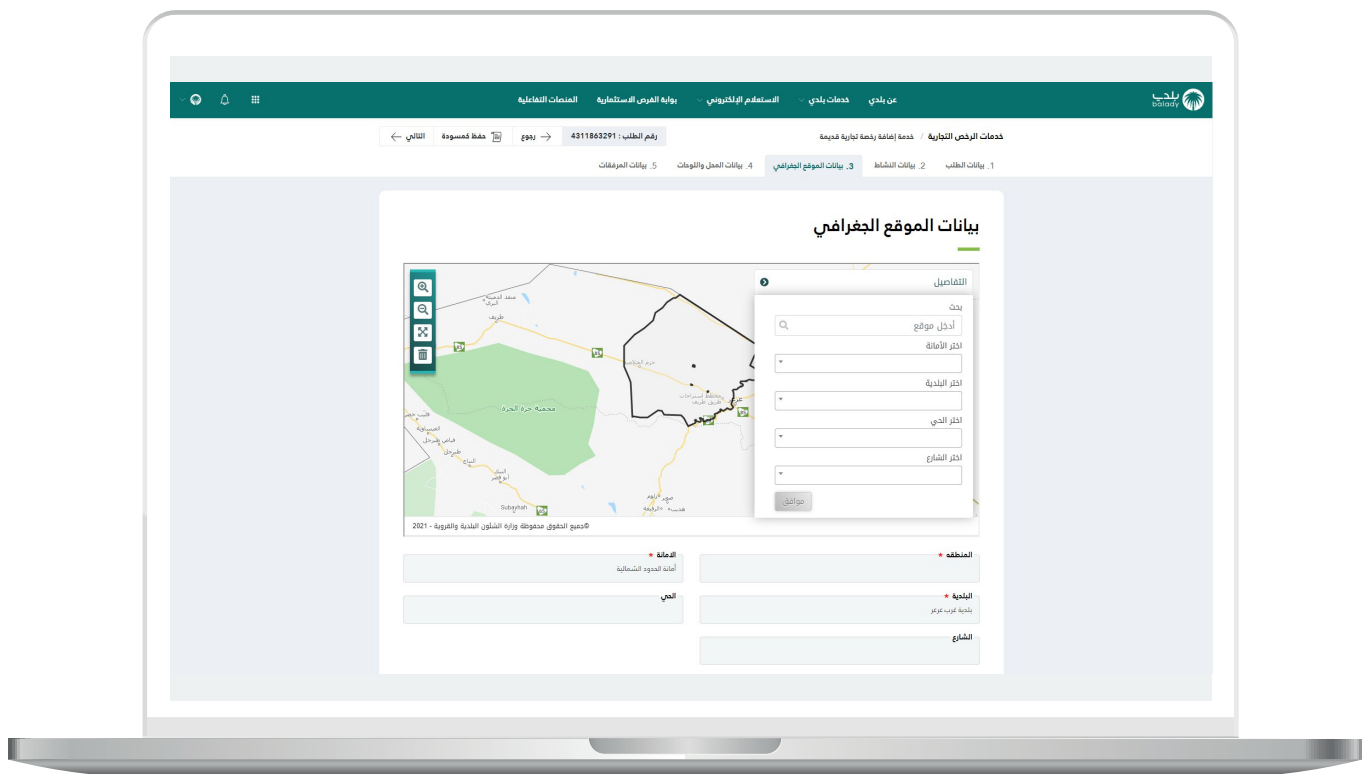 بلدي
balady
عن بلدي
خدمات بلدي
الاستعلام الإلكتروني
بوابة الفرص الاستثمارية
المنصات التفاعلية
خدمات الرخص التجارية / خدمة إضافة رخصة تجارية قديمة
رقم الطلب : 4311863291
رجوع
حفظ كمسودة
التالي
1. بيانات الطلب
2. بيانات النشاط
3. بيانات الموقع الجغرافي
4. بيانات المحل واللوحات
5. بيانات المرفقات
بيانات الموقع الجغرافي
التفاصيل
بحث
أدخل موقع
اختر الأمانة
اختر البلدية
اختر الحي
اختر الشارع
موافق
طريف
محمية حرة الحرة
Subayhah
©جميع الحقوق محفوظة وزارة الشئون البلدية والقروية - 2021
المنطقه *
الامانة *
أمانة الحدود الشمالية
البلدية *
بلدية غرب عرعر
الحي
الشارع